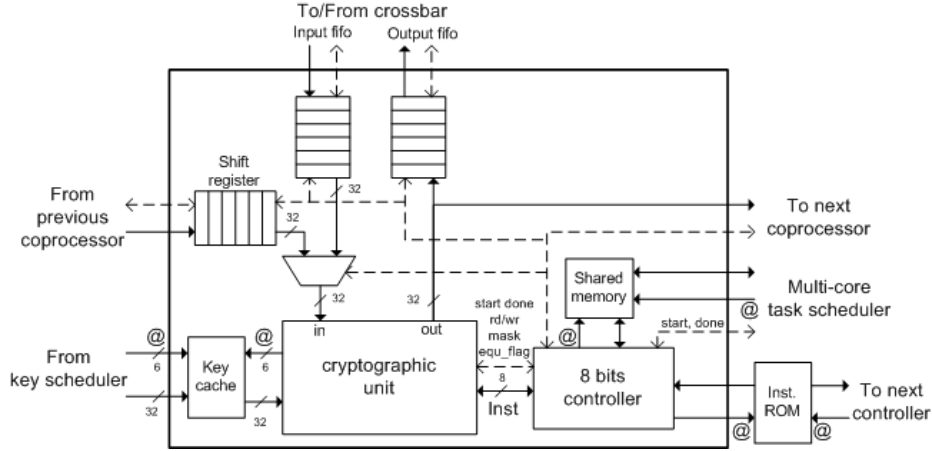 To/From crossbar
Input fifo
Output fifo
Shift
register
32
From
previous
coprocessor
32
To next
coprocessor
Shared
memory
Multi-core
task scheduler
@
32
32
start done
rd/wr
mask
equ_flag
start, done
in
out
@
@
@
From
key scheduler
6
6
Key
cache
cryptographic
unit
8
Inst
8 bits
controller
Inst.
ROM
To next
controller
32
32
@
@